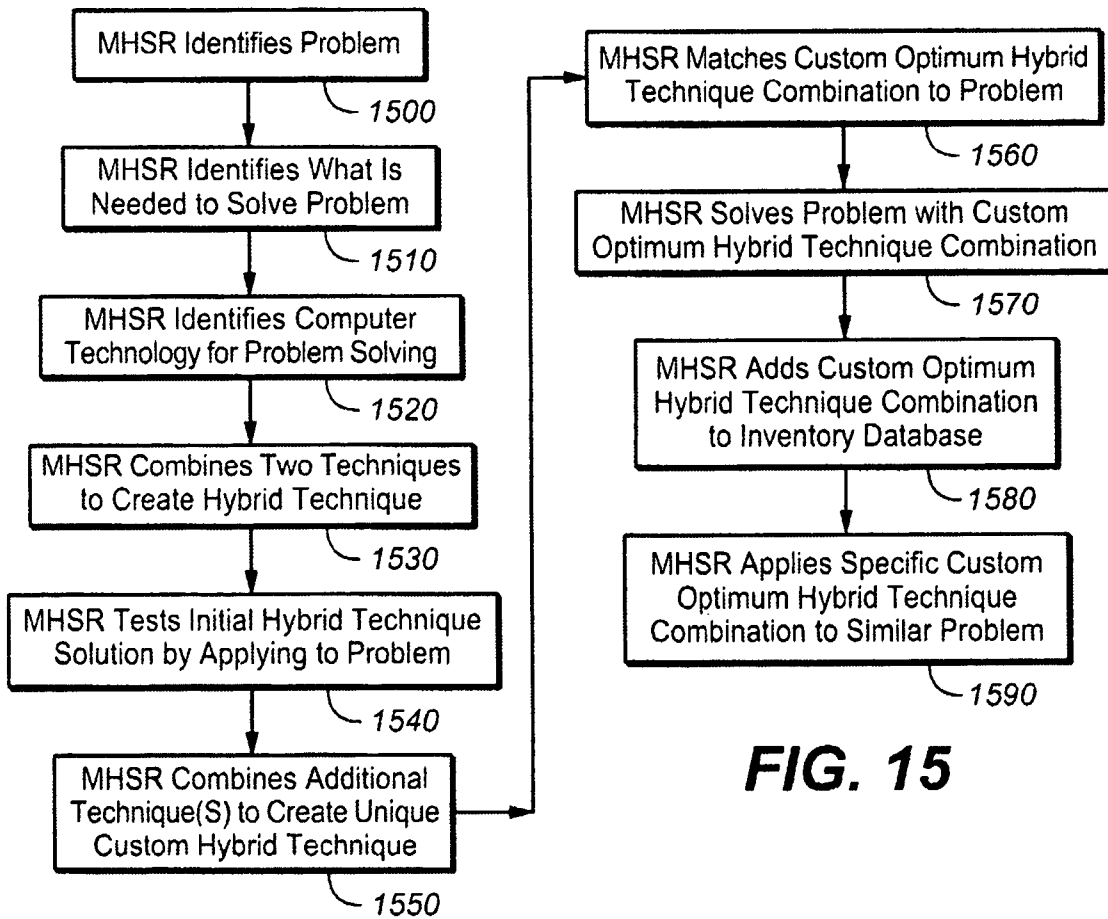 MHSR Identifies Problem
1500
MHSR Identifies What Is
Needed to Solve Problem
1510
MHSR Identifies Computer
Technology for Problem Solving
1520
MHSR Combines Two Techniques
to Create Hybrid Technique
1530
MHSR Tests Initial Hybrid Technique
Solution by Applying to Problem
1540
MHSR Combines Additional
Technique(S) to Create Unique
Custom Hybrid Technique
1550
MHSR Matches Custom Optimum Hybrid
Technique Combination to Problem
1560
MHSR Solves Problem with Custom
Optimum Hybrid Technique Combination
1570
MHSR Adds Custom Optimum
Hybrid Technique Combination
to Inventory Database
1580
MHSR Applies Specific Custom
Optimum Hybrid Technique
Combination to Similar Problem
1590
FIG. 15